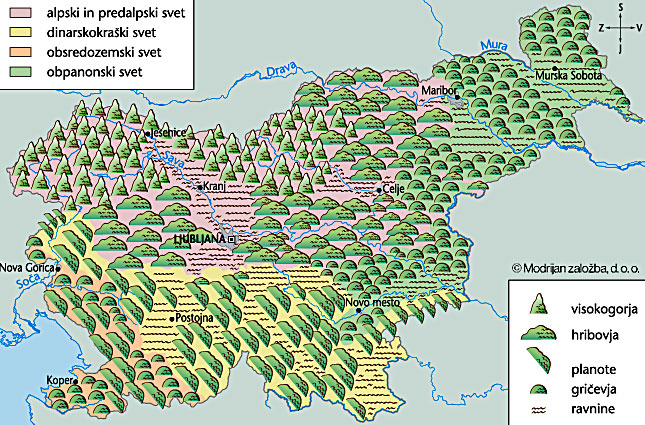 alpski in predalpski svet
dinarskokraški svet
obsredozemski svet
obpanonski svet
S
Z
V
J
Mura
Drava
Murska Sobota
Maribor
Jesenice
Sava
Kranj
Celje
LJUBLJANA
Nova Gorica
Soča
© Modrijan založba, d. o. o.
Novo mesto
Postojna
Koper
visokogorja
hribovja
planote
gričevja
ravnine